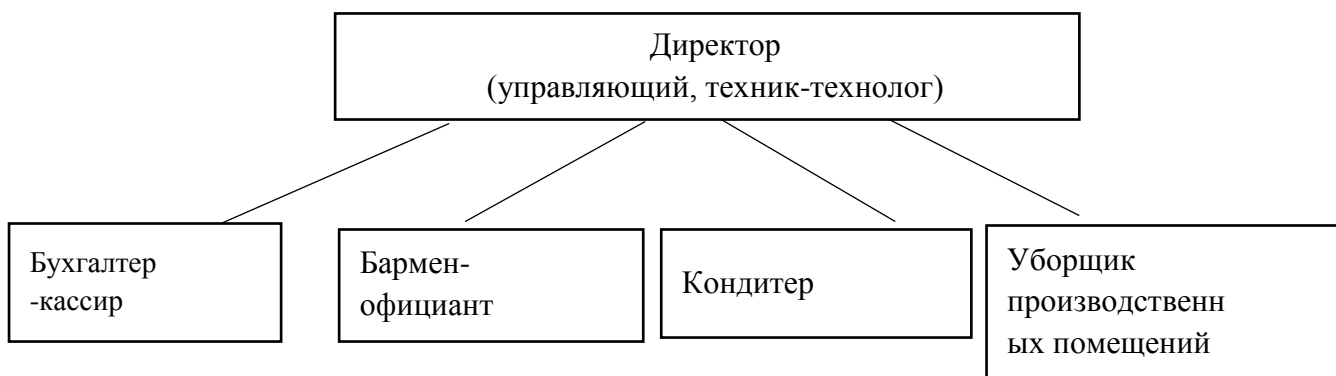 Директор
(управляющий, техник-технолог)
Бухгалтер
-кассир
Бармен-
официант
Кондитер
Уборщик
производственн
ых помещений